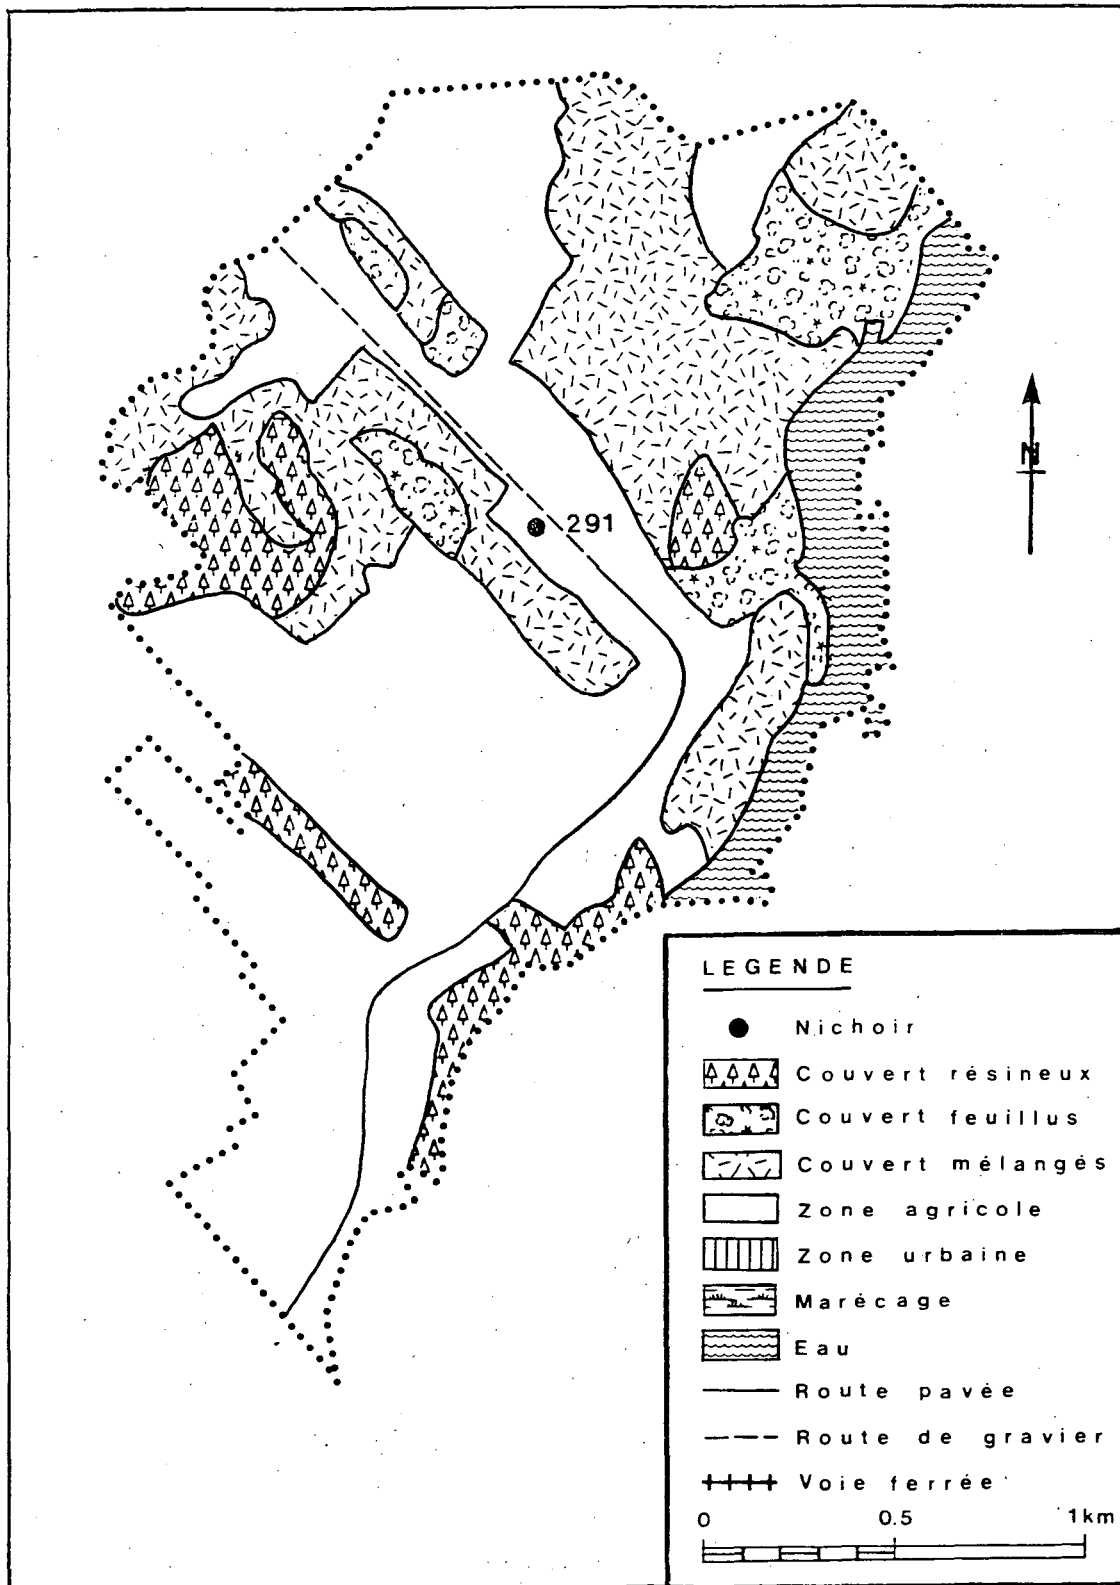 291
N
LEGENDE
Nichoir
Couvert résineux
Couvert feuillus
Couvert mélangés
Zone agricole
Zone urbaine
Marécage
Eau
Route pavée
Route de gravier
Voie ferrée
0 0.5 1km